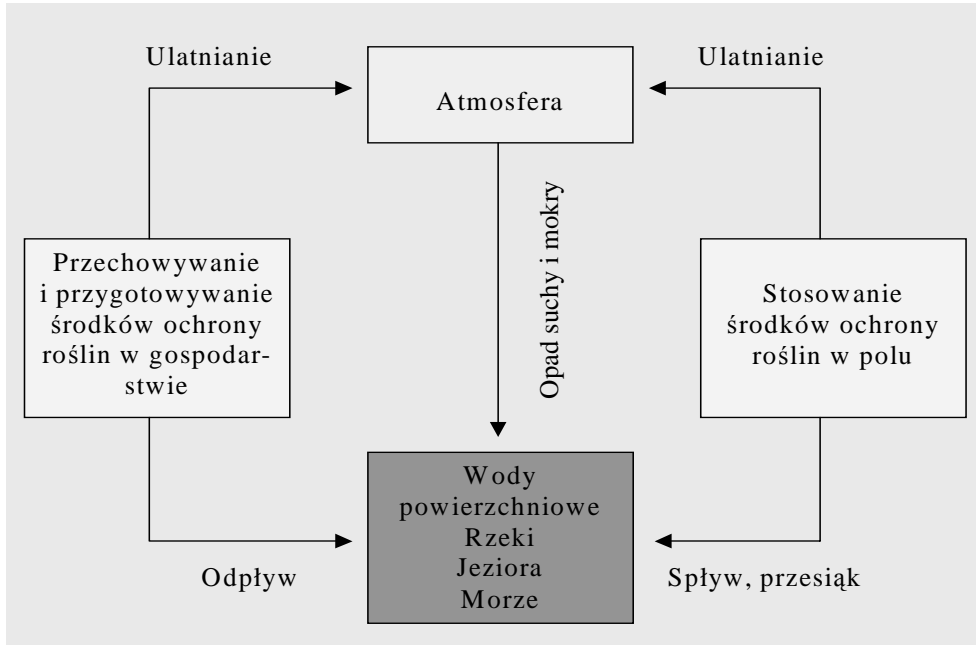 Ulatnianie
Ulatnianie
Atmosfera
Opad suchy i mokry
Przechowywanie
i przygotowywanie
środków ochrony
roślin w gospodar-
stwie
Stosowanie
środków ochrony
roślin w polu
Wody
powierzchniowe
Rzeki
Jeziora
Morze
Odpływ
Spływ, przesiąk